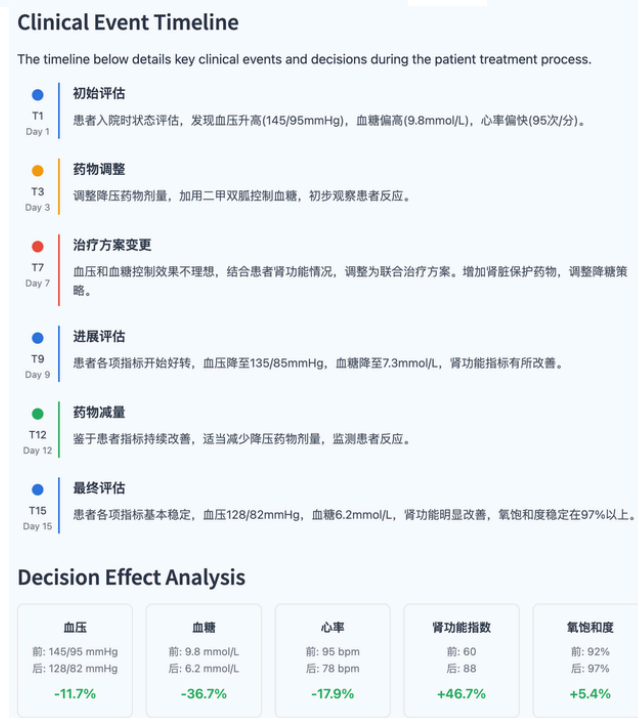 Clinical Event Timeline
The timeline below details key clinical events and decisions during the patient treatment process.
初始评估
T1
Day 1
患者入院时状态评估，发现血压升高(145/95mmHg)，血糖偏高(9.8mmol/L)，心率偏快(95次/分)。
药物调整
T3
Day 3
调整降压药物剂量，加用二甲双胍控制血糖，初步观察患者反应。
治疗方案变更
T7
Day 7
血压和血糖控制效果不理想，结合患者肾功能情况，调整为联合治疗方案。增加肾脏保护药物，调整降糖策
略。
进展评估
T9
Day 9
患者各项指标开始好转，血压降至135/85mmHg，血糖降至7.3mmol/L，肾功能指标有所改善。
药物减量
T12
Day 12
鉴于患者指标持续改善，适当减少降压药物剂量，监测患者反应。
最终评估
T15
Day 15
患者各项指标基本稳定，血压128/82mmHg，血糖6.2mmol/L，肾功能明显改善，氧饱和度稳定在97%以上。
Decision Effect Analysis
血压
前: 145/95 mmHg
后: 128/82 mmHg
-11.7%
血糖
前: 9.8 mmol/L
后: 6.2 mmol/L
-36.7%
心率
前: 95 bpm
后: 78 bpm
-17.9%
肾功能指数
前: 60
后: 88
+46.7%
氧饱和度
前: 92%
后: 97%
+5.4%